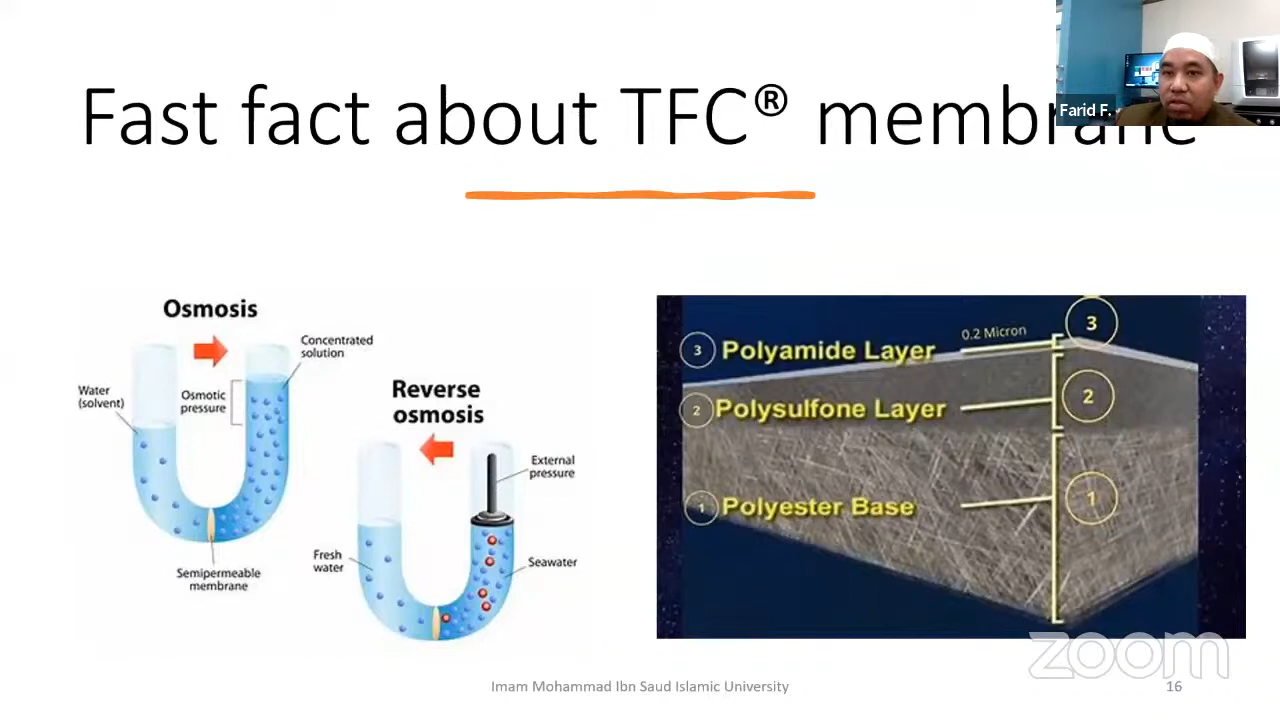 Fast fact about TFC® membrane
Farid F.
Osmosis
Concentrated
solution
Water
(solvent)
Osmotic
pressure
Semipermeable
membrane
Reverse
osmosis
External
pressure
Fresh
water
Seawater
3 Polyamide Layer
0.2 Micron
3
2 Polysulfone Layer
2
1 Polyester Base
1
zoom
Imam Mohammad Ibn Saud Islamic University
16